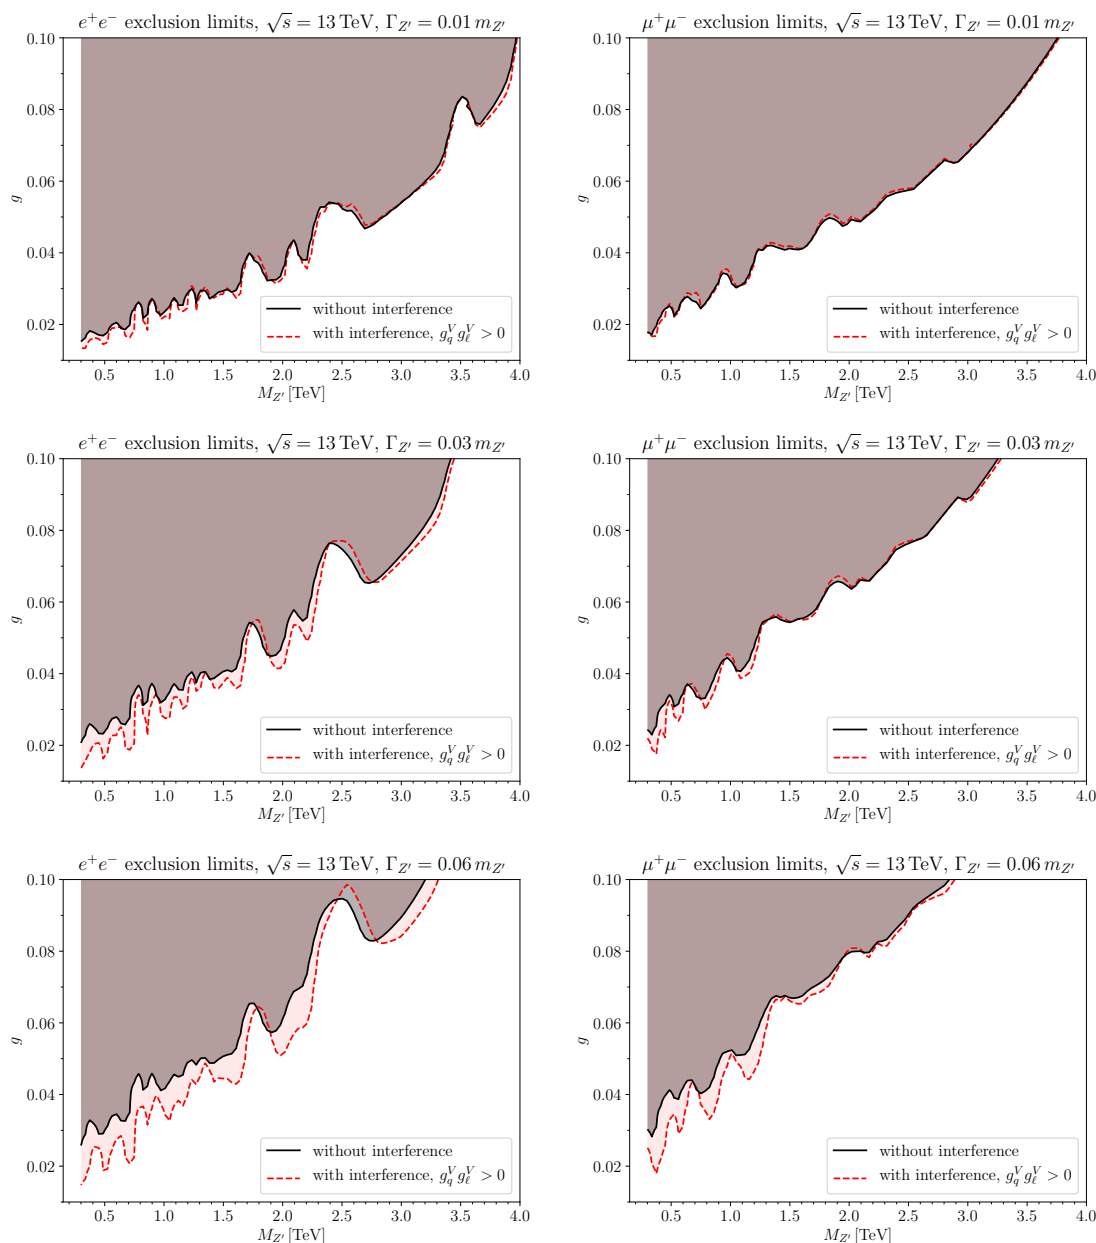 e⁺e⁻ exclusion limits, √s = 13 TeV, Γ_Z′ = 0.01 m_Z′
0.10
0.08
0.06
0.04
0.02
g
without interference
with interference, g_q^V g_ℓ^V > 0
0.5 1.0 1.5 2.0 2.5 3.0 3.5 4.0
M_Z′ [TeV]
μ⁺μ⁻ exclusion limits, √s = 13 TeV, Γ_Z′ = 0.01 m_Z′
0.10
0.08
0.06
0.04
0.02
g
without interference
with interference, g_q^V g_ℓ^V > 0
0.5 1.0 1.5 2.0 2.5 3.0 3.5 4.0
M_Z′ [TeV]
e⁺e⁻ exclusion limits, √s = 13 TeV, Γ_Z′ = 0.03 m_Z′
0.10
0.08
0.06
0.04
0.02
g
without interference
with interference, g_q^V g_ℓ^V > 0
0.5 1.0 1.5 2.0 2.5 3.0 3.5 4.0
M_Z′ [TeV]
μ⁺μ⁻ exclusion limits, √s = 13 TeV, Γ_Z′ = 0.03 m_Z′
0.10
0.08
0.06
0.04
0.02
g
without interference
with interference, g_q^V g_ℓ^V > 0
0.5 1.0 1.5 2.0 2.5 3.0 3.5 4.0
M_Z′ [TeV]
e⁺e⁻ exclusion limits, √s = 13 TeV, Γ_Z′ = 0.06 m_Z′
0.10
0.08
0.06
0.04
0.02
g
without interference
with interference, g_q^V g_ℓ^V > 0
0.5 1.0 1.5 2.0 2.5 3.0 3.5 4.0
M_Z′ [TeV]
μ⁺μ⁻ exclusion limits, √s = 13 TeV, Γ_Z′ = 0.06 m_Z′
0.10
0.08
0.06
0.04
0.02
g
without interference
with interference, g_q^V g_ℓ^V > 0
0.5 1.0 1.5 2.0 2.5 3.0 3.5 4.0
M_Z′ [TeV]